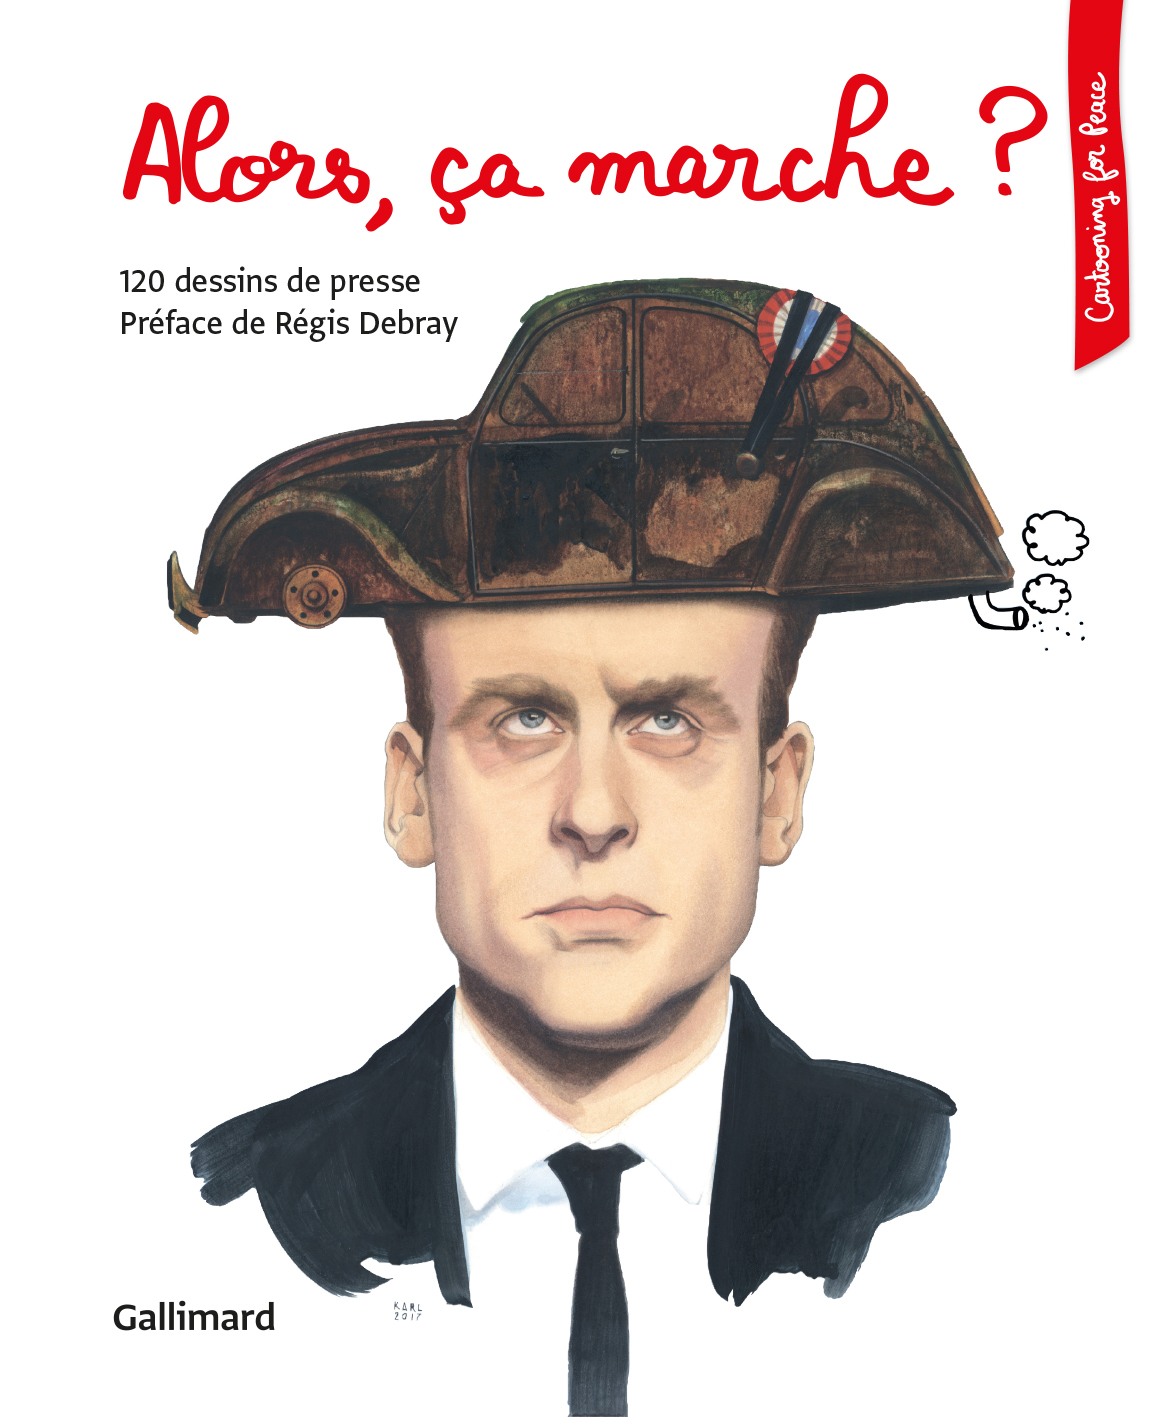 Alors, ça marche ?
Cartooning for Peace
120 dessins de presse
Préface de Régis Debray
Gallimard
KARL
2017